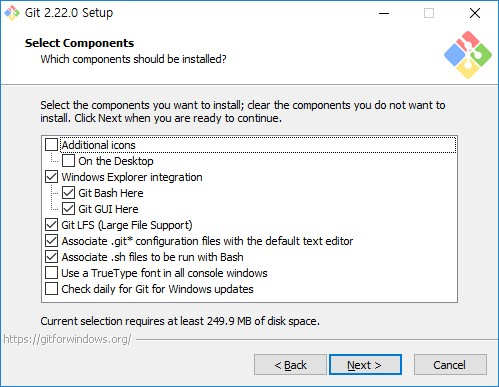 Git 2.22.0 Setup
Select Components
Which components should be installed?
Select the components you want to install; clear the components you do not want to
install. Click Next when you are ready to continue.
Additional icons
On the Desktop
Windows Explorer integration
Git Bash Here
Git GUI Here
Git LFS (Large File Support)
Associate .git* configuration files with the default text editor
Associate .sh files to be run with Bash
Use a TrueType font in all console windows
Check daily for Git for Windows updates
Current selection requires at least 249.9 MB of disk space.
https://gitforwindows.org/
< Back
Next >
Cancel